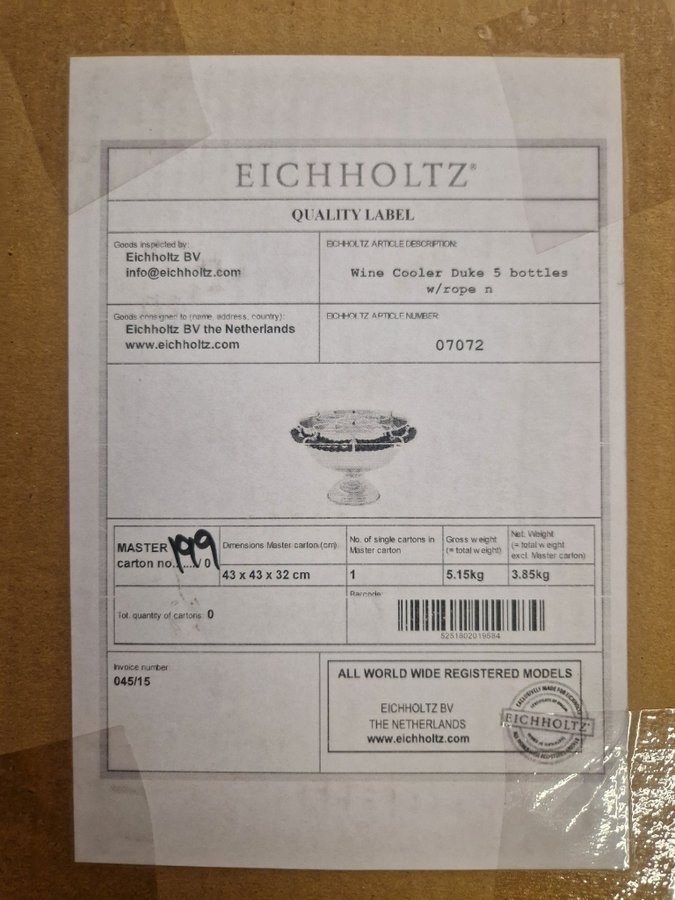 EICHHOLTZ®
QUALITY LABEL
Goods inspected by:
Eichholtz BV
info@eichholtz.com
EICHHOLTZ ARTICLE DESCRIPTION:
Wine Cooler Duke 5 bottles
w/rope n
Goods consigned to (name, address, country):
Eichholtz BV the Netherlands
www.eichholtz.com
EICHHOLTZ ARTICLE NUMBER:
07072
MASTER
carton no....../ 0
199
Dimensions Master carton (cm):
43 x 43 x 32 cm
No. of single cartons in
Master carton
1
Gross weight
(= total weight)
5.15kg
Net. Weight
(= total weight
excl. Master carton)
3.85kg
Tot. quantity of cartons: 0
Barcode:
5251802019584
Invoice number:
045/15
ALL WORLD WIDE REGISTERED MODELS
EICHHOLTZ BV
THE NETHERLANDS
www.eichholtz.com
EXCLUSIVELY MADE FOR EICHHOLTZ
EICHHOLTZ